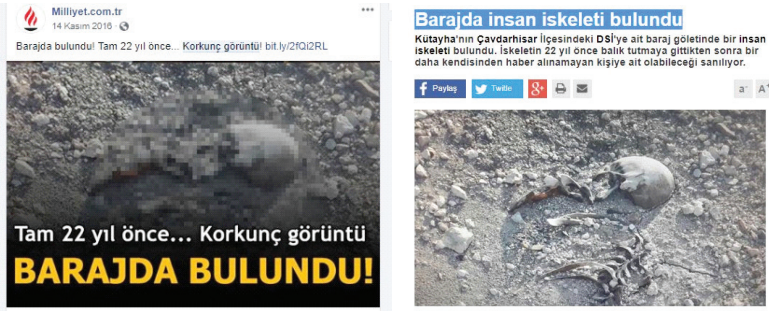 Milliyet.com.tr
14 Kasım 2016 ·
Barajda bulundu! Tam 22 yıl önce... Korkunç görüntü! bit.ly/2fQi2RL
Tam 22 yıl önce... Korkunç görüntü
BARAJDA BULUNDU!
Barajda insan iskeleti bulundu
Kütayha'nın Çavdarhisar İlçesindeki DSİ'ye ait baraj göletinde bir insan
iskeleti bulundu. İskeletin 22 yıl önce balık tutmaya gittikten sonra bir
daha kendisinden haber alınamayan kişiye ait olabileceği sanılıyor.
f Paylaş Twitle g+ a- A+